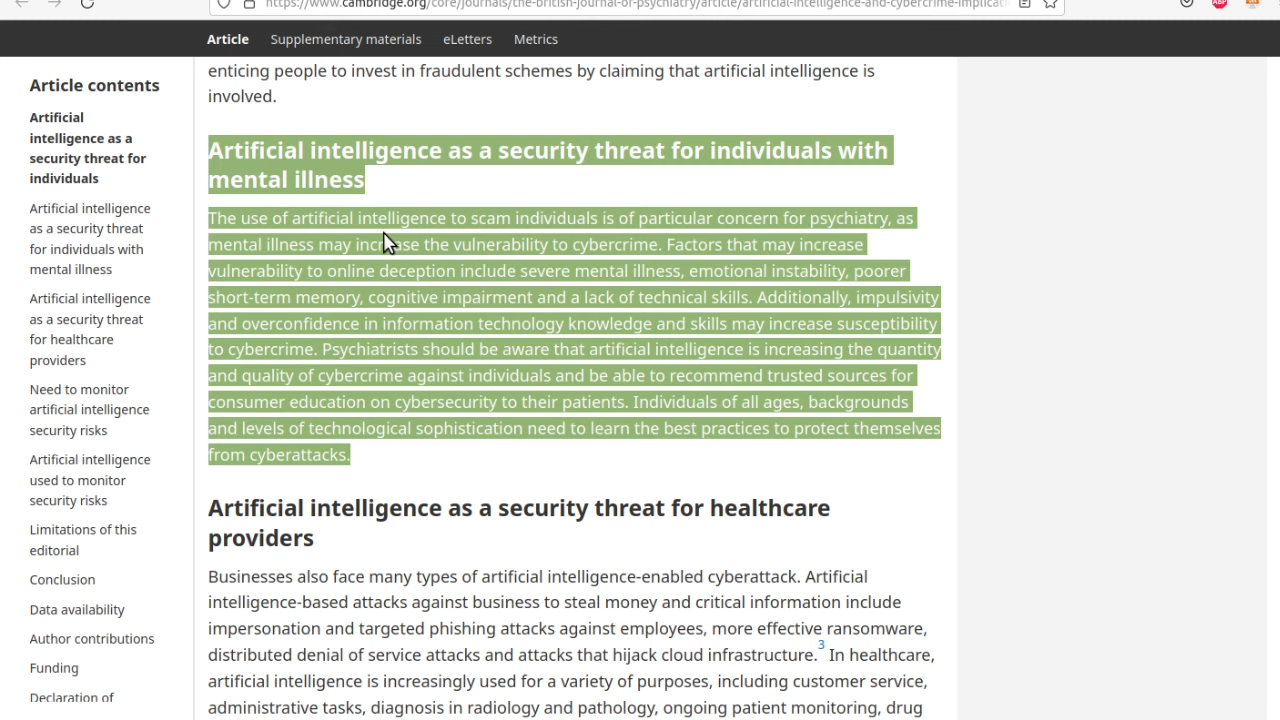 https://www.cambridge.org/core/journals/the-british-journal-of-psychiatry/article/artificial-intelligence-and-cybercrime-implicati
Article Supplementary materials eLetters Metrics
Article contents
Artificial
intelligence as a
security threat for
individuals
Artificial intelligence
as a security threat
for individuals with
mental illness
Artificial intelligence
as a security threat
for healthcare
providers
Need to monitor
artificial intelligence
security risks
Artificial intelligence
used to monitor
security risks
Limitations of this
editorial
Conclusion
Data availability
Author contributions
Funding
Declaration of
enticing people to invest in fraudulent schemes by claiming that artificial intelligence is
involved.
Artificial intelligence as a security threat for individuals with
mental illness
The use of artificial intelligence to scam individuals is of particular concern for psychiatry, as
mental illness may increase the vulnerability to cybercrime. Factors that may increase
vulnerability to online deception include severe mental illness, emotional instability, poorer
short-term memory, cognitive impairment and a lack of technical skills. Additionally, impulsivity
and overconfidence in information technology knowledge and skills may increase susceptibility
to cybercrime. Psychiatrists should be aware that artificial intelligence is increasing the quantity
and quality of cybercrime against individuals and be able to recommend trusted sources for
consumer education on cybersecurity to their patients. Individuals of all ages, backgrounds
and levels of technological sophistication need to learn the best practices to protect themselves
from cyberattacks.
Artificial intelligence as a security threat for healthcare
providers
Businesses also face many types of artificial intelligence-enabled cyberattack. Artificial
intelligence-based attacks against business to steal money and critical information include
impersonation and targeted phishing attacks against employees, more effective ransomware,
distributed denial of service attacks and attacks that hijack cloud infrastructure.3 In healthcare,
artificial intelligence is increasingly used for a variety of purposes, including customer service,
administrative tasks, diagnosis in radiology and pathology, ongoing patient monitoring, drug